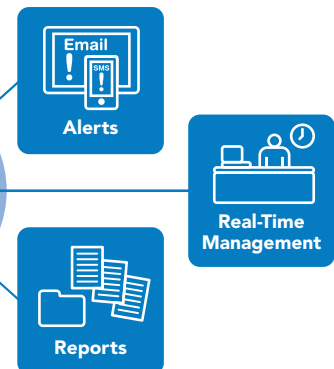 Email
!
SMS
!
Alerts
Real-Time
Management
Reports